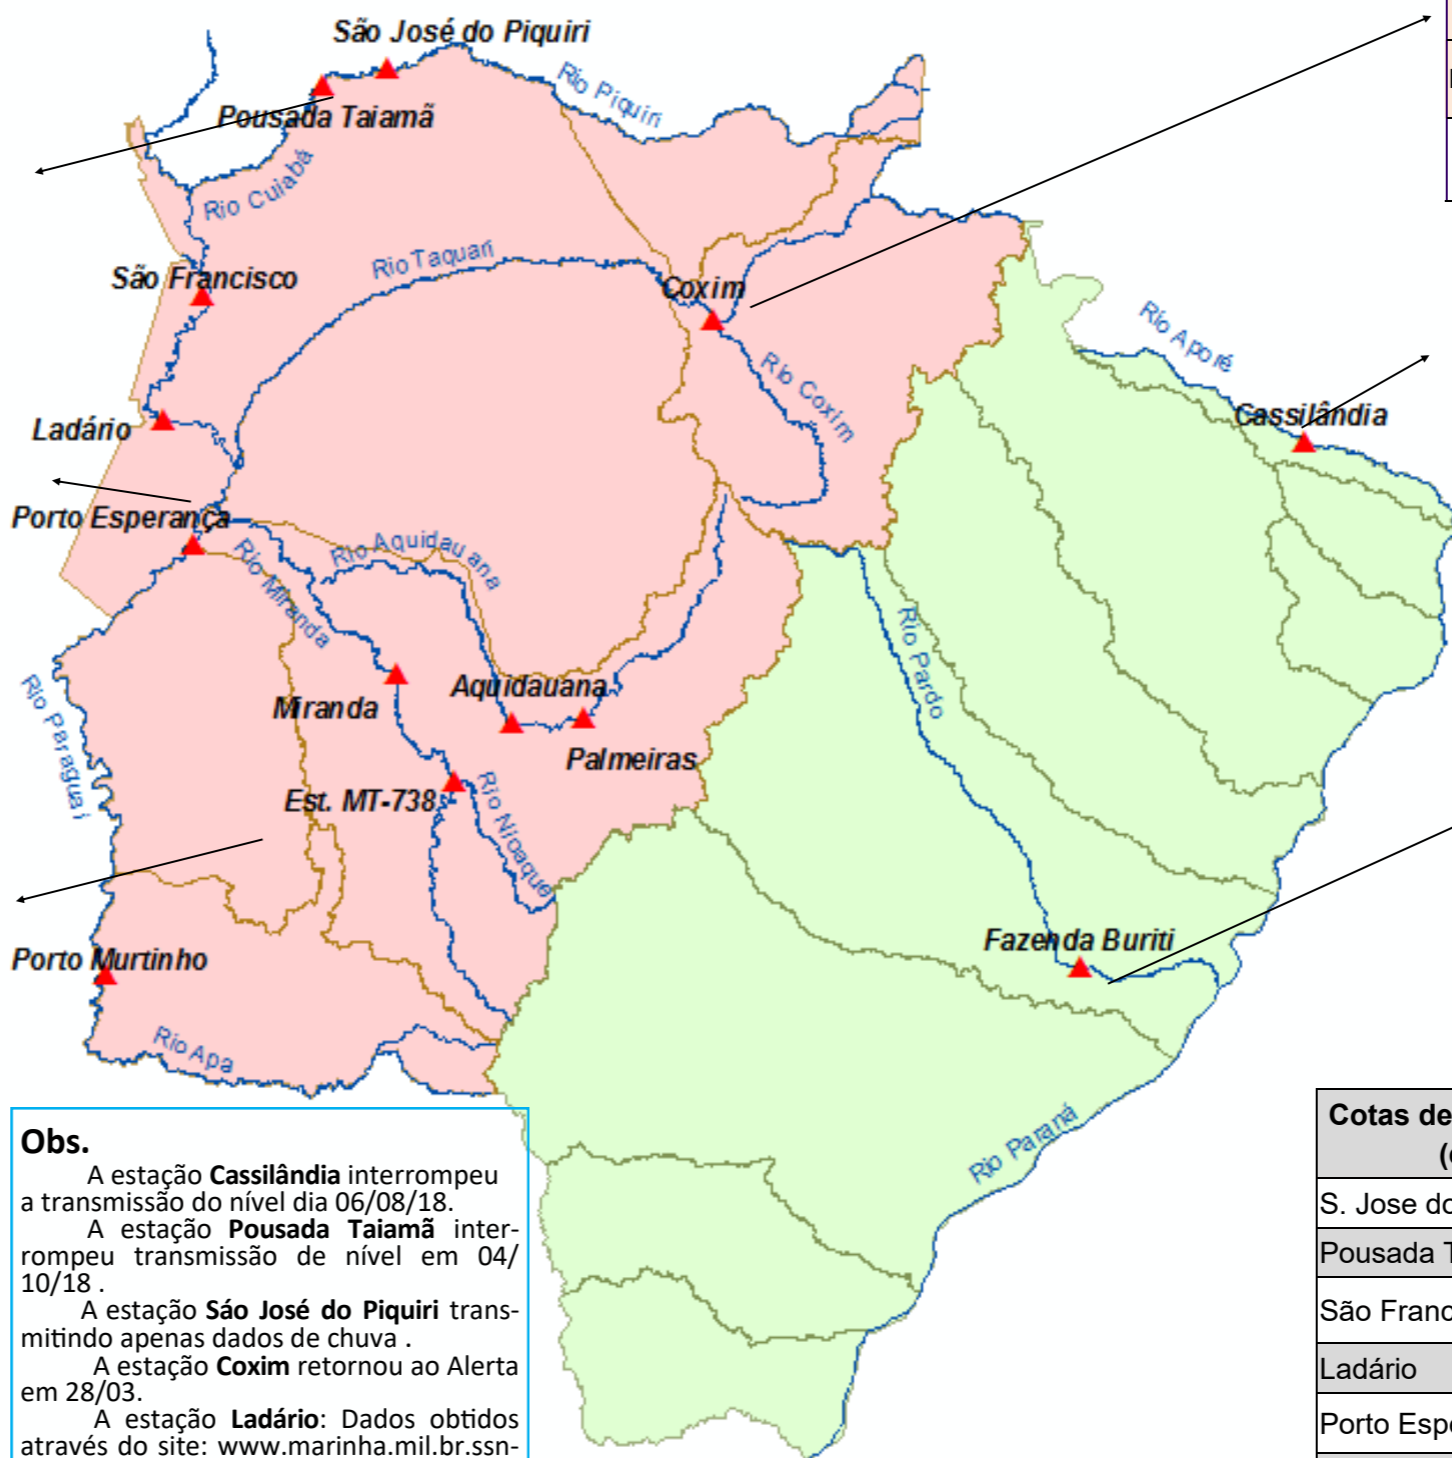 São José do Piquiri
Rio Piquiri
Pousada Taiamã
Rio Cuiabá
Rio Taquari
São Francisco
Coxim
Rio Aporé
Rio Coxim
Cassilândia
Ladário
Porto Esperança
Rio Aquidauana
Rio Miranda
Rio Pardo
Rio Paraguai
Miranda
Aquidauana
Palmeiras
Est. MT-738
Rio Nioaque
Fazenda Buriti
Porto Murtinho
Rio Apa
Rio Paraná
Obs.
A estação Cassilândia interrompeu
a transmissão do nível dia 06/08/18.
A estação Pousada Taiamã inter-
rompeu transmissão de nível em 04/
10/18 .
A estação Sáo José do Piquiri trans-
mitindo apenas dados de chuva .
A estação Coxim retornou ao Alerta
em 28/03.
A estação Ladário: Dados obtidos
através do site: www.marinha.mil.br.ssn-
Cotas de
S. Jose do
Pousada T
São Franc
Ladário
Porto Espe